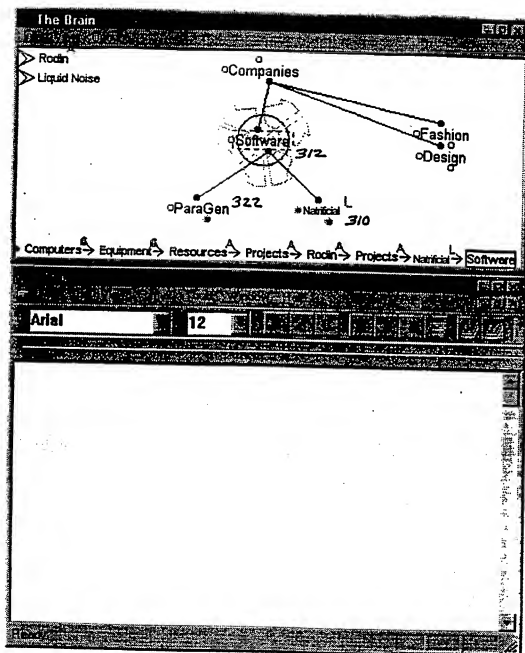 The Brain
A
Rodin
Liquid Noise
Companies
Software
312
Fashion
Design
ParaGen 322
L
Natrificial
310
C C A A A A L
Computers Equipment Resources Projects Rodin Projects Natrificial Software
Arial 12
Ready